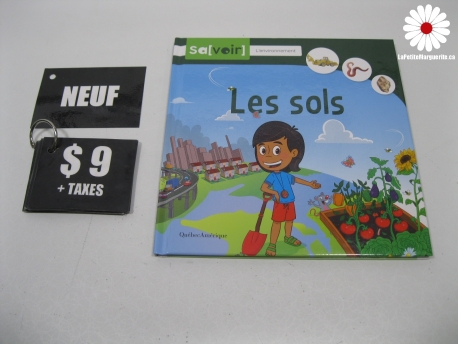 NEUF
$ 9
+ TAXES
sa[voir]
L'environnement
Les sols
Québec Amérique
LaPetiteMarguerite.ca